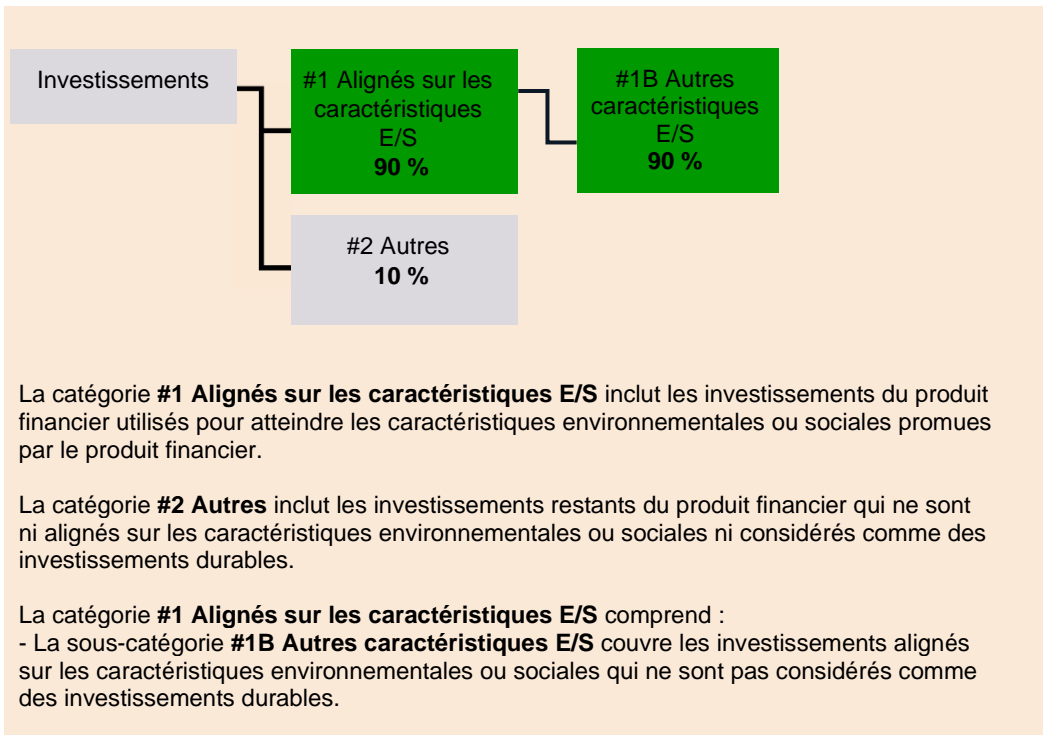 Investissements
#1 Alignés sur les
caractéristiques
E/S
90 %
#1B Autres
caractéristiques
E/S
90 %
#2 Autres
10 %
La catégorie #1 Alignés sur les caractéristiques E/S inclut les investissements du produit
financier utilisés pour atteindre les caractéristiques environnementales ou sociales promues
par le produit financier.
La catégorie #2 Autres inclut les investissements restants du produit financier qui ne sont
ni alignés sur les caractéristiques environnementales ou sociales ni considérés comme des
investissements durables.
La catégorie #1 Alignés sur les caractéristiques E/S comprend :
- La sous-catégorie #1B Autres caractéristiques E/S couvre les investissements alignés
sur les caractéristiques environnementales ou sociales qui ne sont pas considérés comme
des investissements durables.